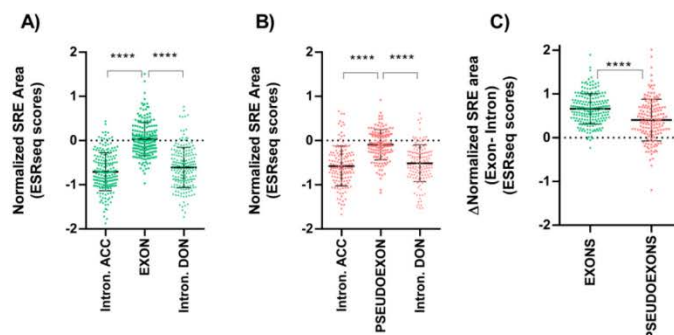 A)
Normalized SRE Area
(ESRseq scores)
2
1
0
-1
-2
****
****
Intron. ACC
EXON
Intron. DON
B)
Normalized SRE Area
(ESRseq scores)
2
1
0
-1
-2
****
****
Intron. ACC
PSEUDOEXON
Intron. DON
C)
ΔNormalized SRE Area
(Exon- Intron)
(ESRseq scores)
2
1
0
-1
-2
****
EXONS
PSEUDOEXONS